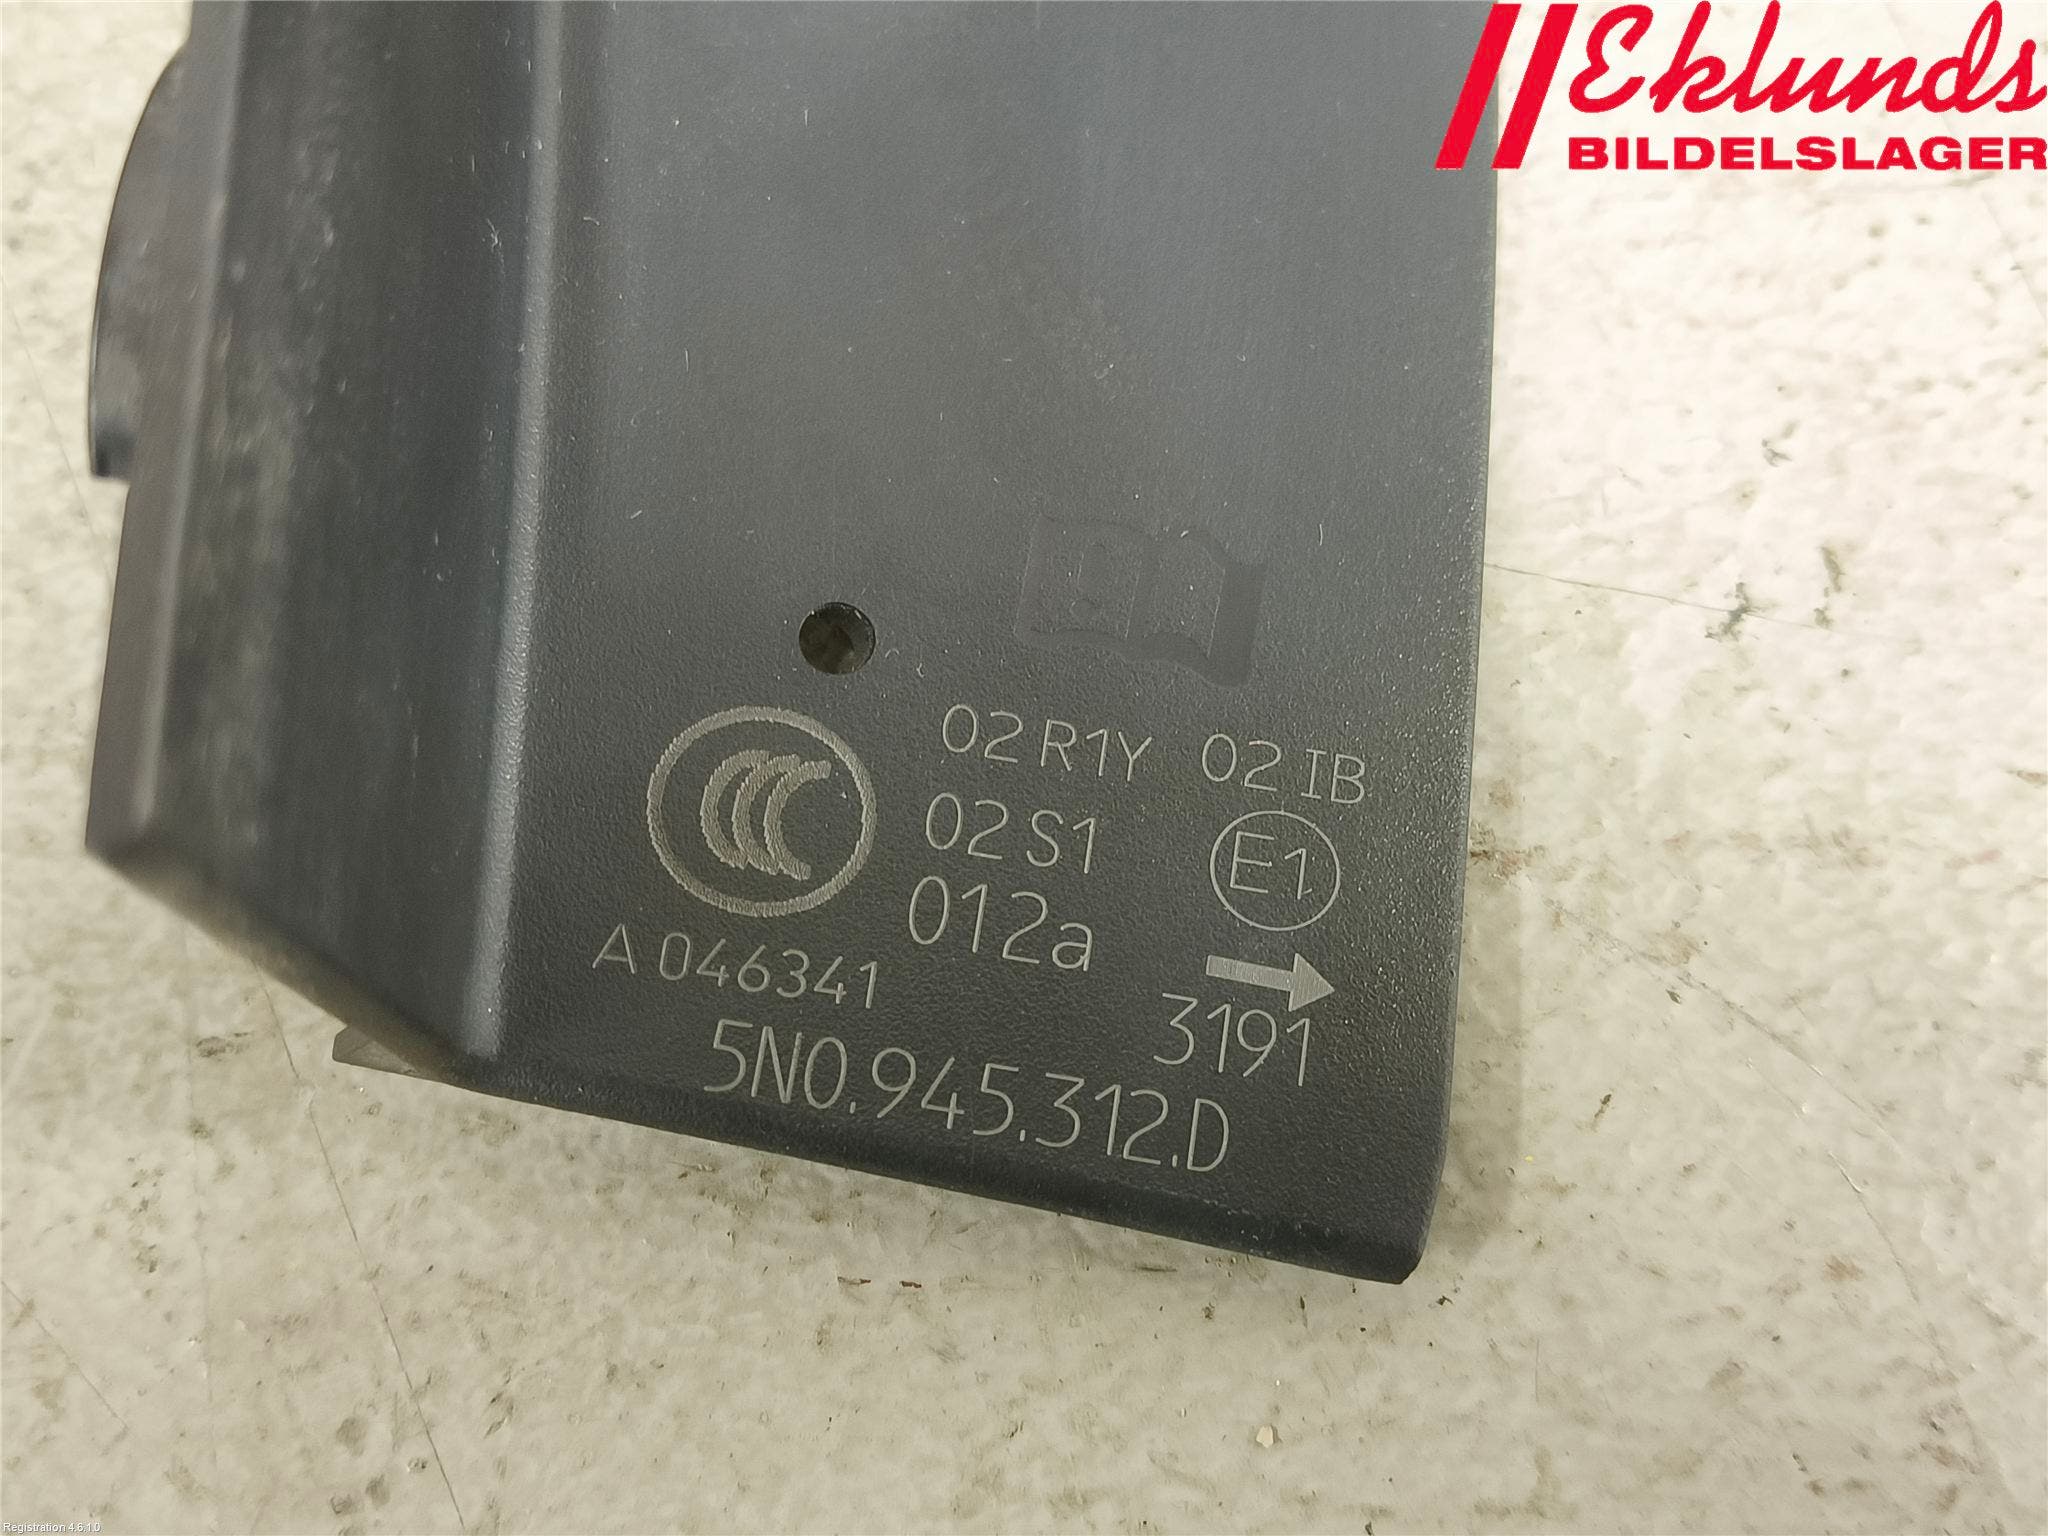 Eklunds
BILDELSLAGER
02 R1Y 02 IB
02 S1
E1
012a
A 046341
3191
5N0.945.312.D
Registration 4.6.1.0